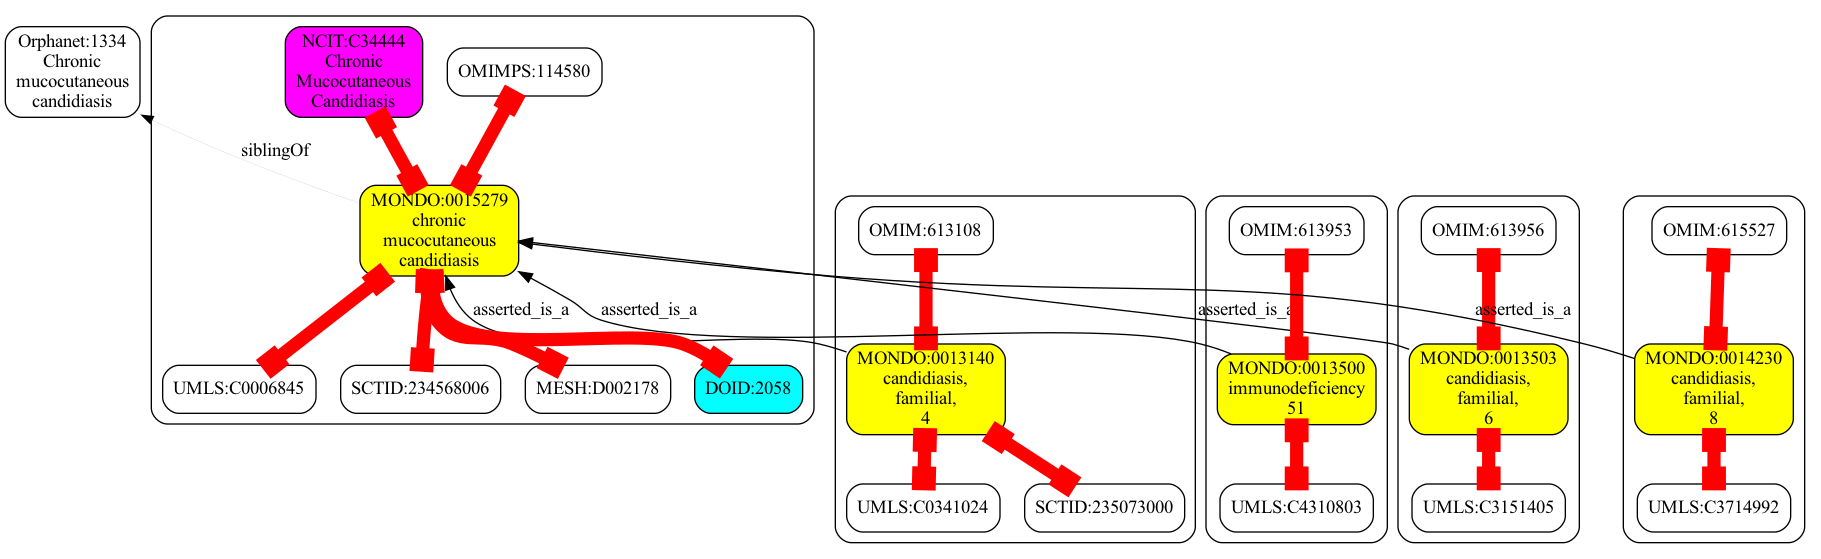 Orphanet:1334
Chronic
mucocutaneous
candidiasis
NCIT:C34444
Chronic
Mucocutaneous
Candidiasis
OMIMPS:114580
siblingOf
MONDO:0015279
chronic
mucocutaneous
candidiasis
OMIM:613108
OMIM:613953
OMIM:613956
OMIM:615527
asserted_is_a
asserted_is_a
asserted_is_a
asserted_is_a
UMLS:C0006845
SCTID:234568006
MESH:D002178
DOID:2058
MONDO:0013140
candidiasis,
familial,
4
MONDO:0013500
immunodeficiency
51
MONDO:0013503
candidiasis,
familial,
6
MONDO:0014230
candidiasis,
familial,
8
UMLS:C0341024
SCTID:235073000
UMLS:C4310803
UMLS:C3151405
UMLS:C3714992